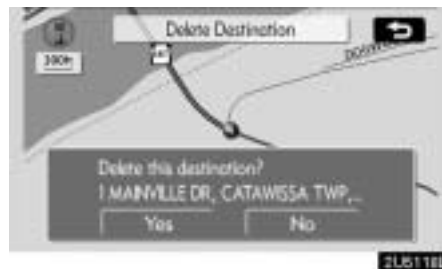 Delete Destination
300ft
Delete this destination?
1 MAINVILLE DR, CATAWISSA TWP,...
Yes
No
2U5118